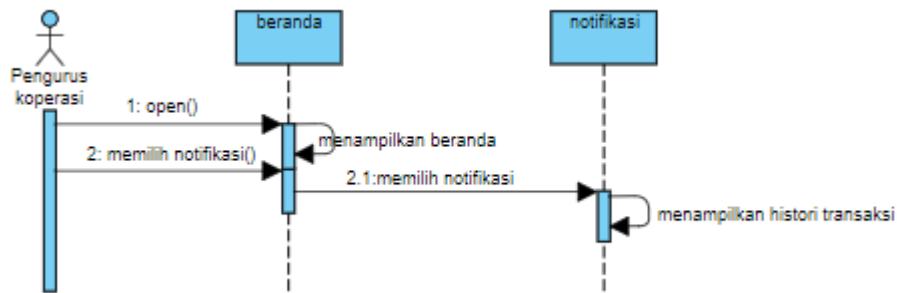 beranda
notifikasi
Pengurus
koperasi
1: open()
menampilkan beranda
2: memilih notifikasi()
2.1:memilih notifikasi
menampilkan histori transaksi